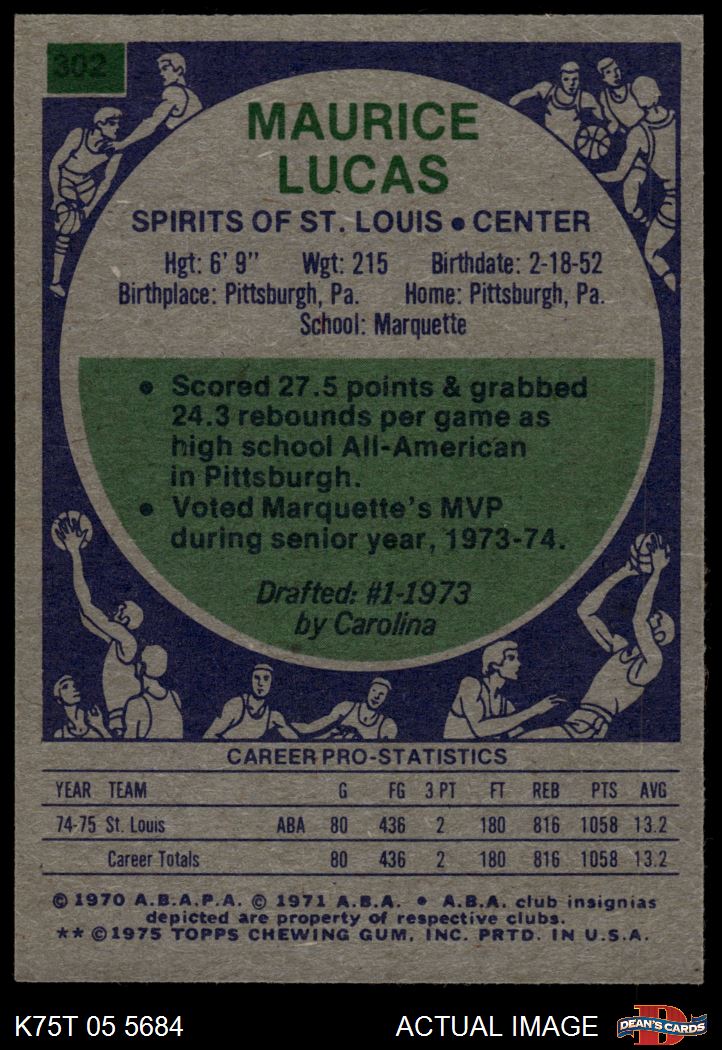 302
MAURICE
LUCAS
SPIRITS OF ST. LOUIS • CENTER
Hgt: 6' 9" Wgt: 215 Birthdate: 2-18-52
Birthplace: Pittsburgh, Pa. Home: Pittsburgh, Pa.
School: Marquette
• Scored 27.5 points & grabbed
24.3 rebounds per game as
high school All-American
in Pittsburgh.
• Voted Marquette's MVP
during senior year, 1973-74.
Drafted: #1-1973
by Carolina
CAREER PRO-STATISTICS
YEAR TEAM G FG 3 PT FT REB PTS AVG
74-75 St. Louis ABA 80 436 2 180 816 1058 13.2
Career Totals 80 436 2 180 816 1058 13.2
© 1970 A.B.A.P.A. © 1971 A.B.A. • A.B.A. club insignias
depicted are property of respective clubs.
** © 1975 TOPPS CHEWING GUM, INC. PRTD. IN U.S.A.
K75T 05 5684 ACTUAL IMAGE
D
DEAN'S CARDS